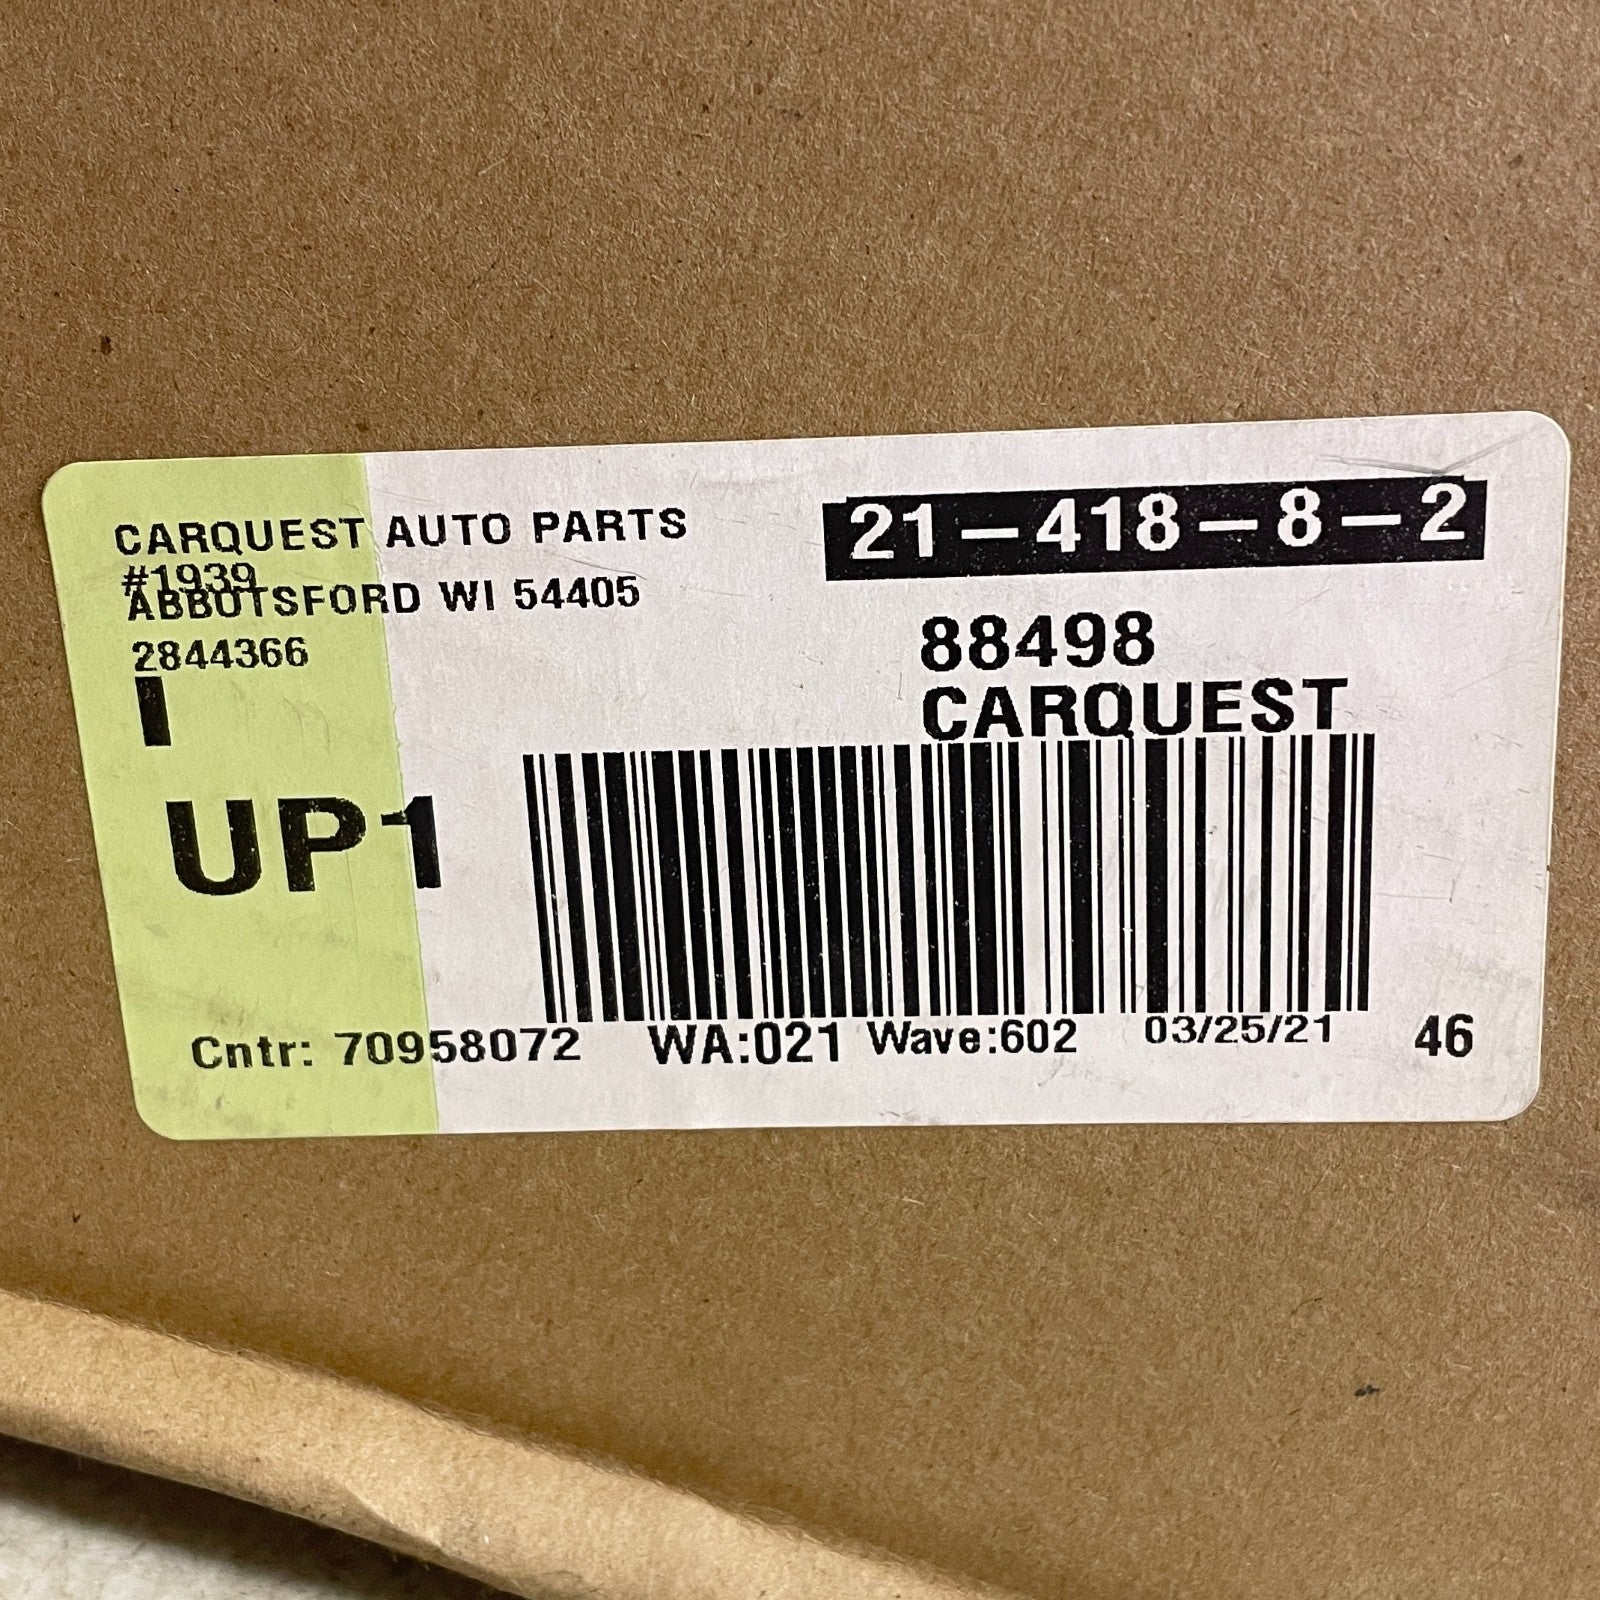 CARQUEST AUTO PARTS
#1939
ABBOTSFORD WI 54405
2844366
I
UP1
21-418-8-2
88498
CARQUEST
Cntr: 70958072 WA:021 Wave:602 03/25/21 46